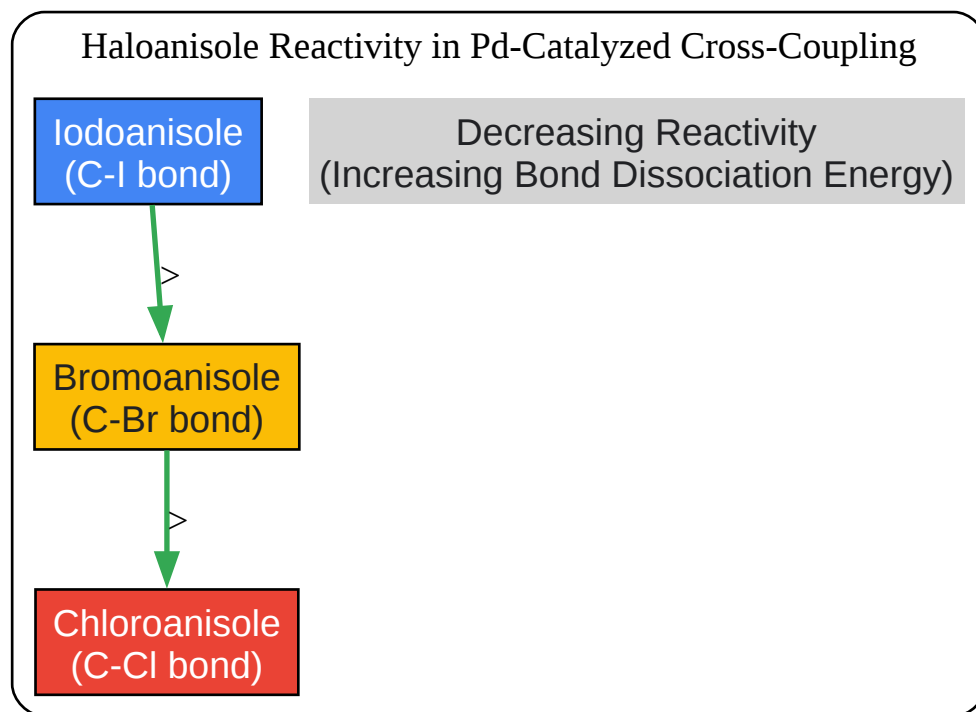 Haloanisole Reactivity in Pd-Catalyzed Cross-Coupling
Iodoanisole
(C-I bond)
Decreasing Reactivity
(Increasing Bond Dissociation Energy)
>
Bromoanisole
(C-Br bond)
>
Chloroanisole
(C-Cl bond)